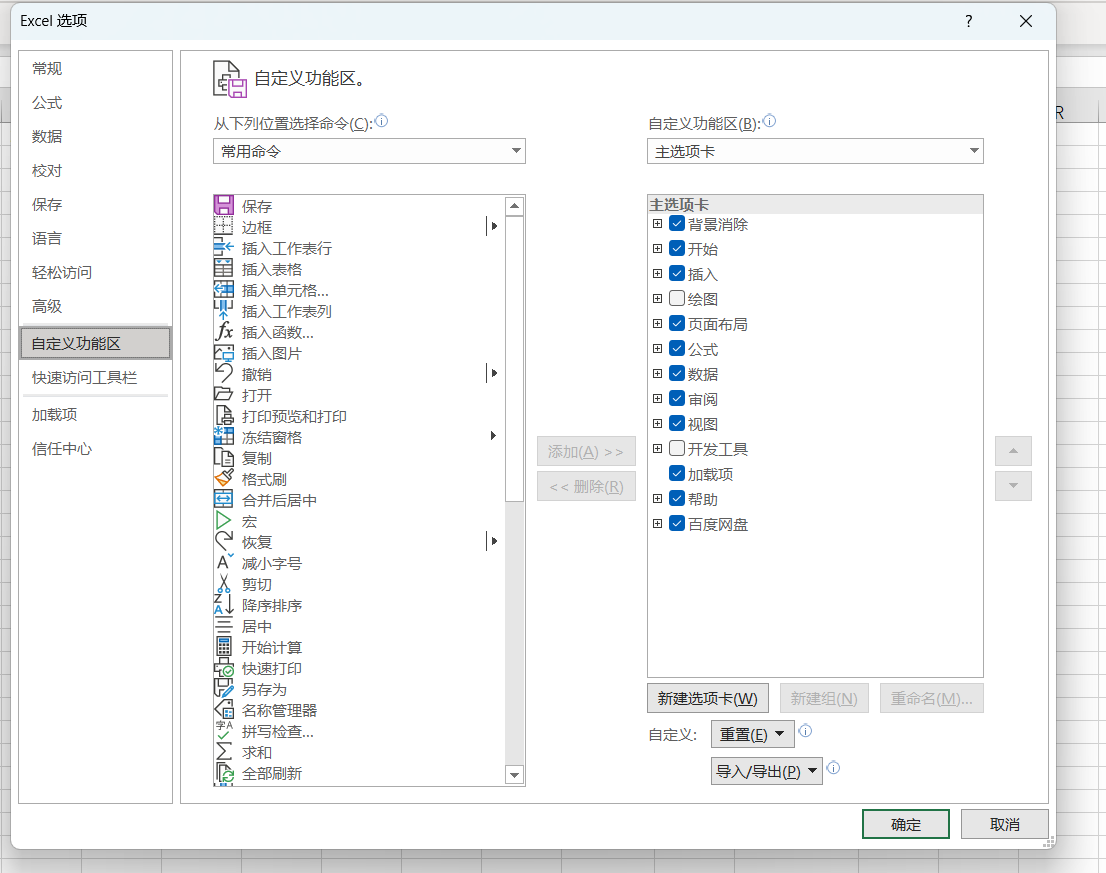 Excel 选项
?
常规
公式
数据
校对
保存
语言
轻松访问
高级
自定义功能区
快速访问工具栏
加载项
信任中心
自定义功能区。
从下列位置选择命令(C):
常用命令
保存
边框
插入工作表行
插入表格
插入单元格...
插入工作表列
插入函数...
插入图片
撤销
打开
打印预览和打印
冻结窗格
复制
格式刷
合并后居中
宏
恢复
减小字号
剪切
降序排序
居中
开始计算
快速打印
另存为
名称管理器
拼写检查...
求和
全部刷新
添加(A) >>
<< 删除(R)
自定义功能区(B):
主选项卡
主选项卡
背景消除
开始
插入
绘图
页面布局
公式
数据
审阅
视图
开发工具
加载项
帮助
百度网盘
新建选项卡(W)
新建组(N)
重命名(M)...
自定义:
重置(E)
导入/导出(P)
确定
取消
R